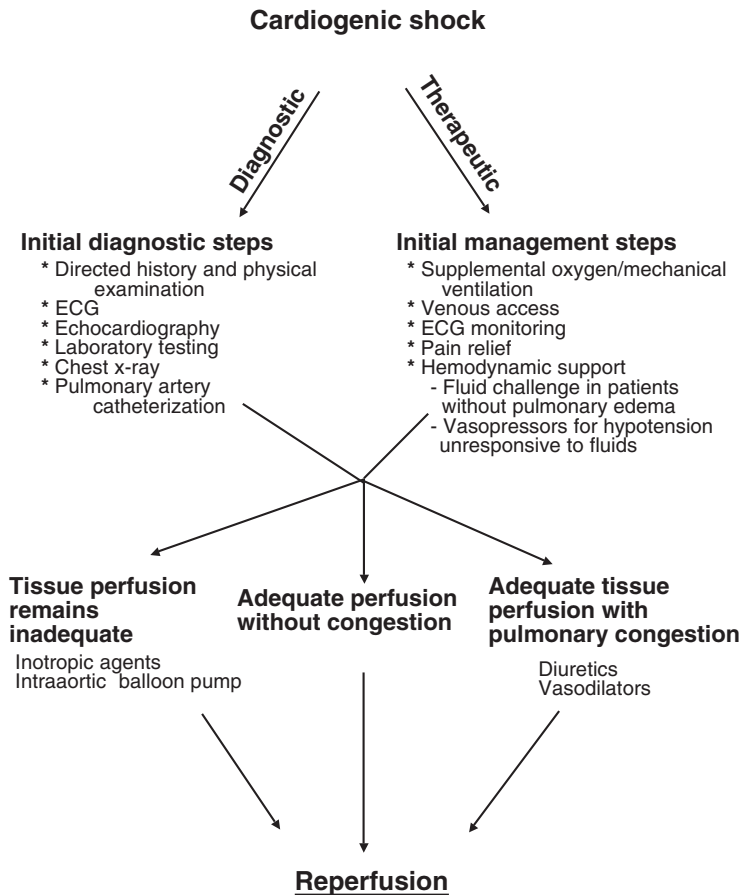 Cardiogenic shock
Diagnostic
Therapeutic
Initial diagnostic steps
* Directed history and physical
examination
* ECG
* Echocardiography
* Laboratory testing
* Chest x-ray
* Pulmonary artery
catheterization
Initial management steps
* Supplemental oxygen/mechanical
ventilation
* Venous access
* ECG monitoring
* Pain relief
* Hemodynamic support
- Fluid challenge in patients
without pulmonary edema
- Vasopressors for hypotension
unresponsive to fluids
Tissue perfusion
remains
inadequate
Inotropic agents
Intraaortic balloon pump
Adequate perfusion
without congestion
Adequate tissue
perfusion with
pulmonary congestion
Diuretics
Vasodilators
Reperfusion